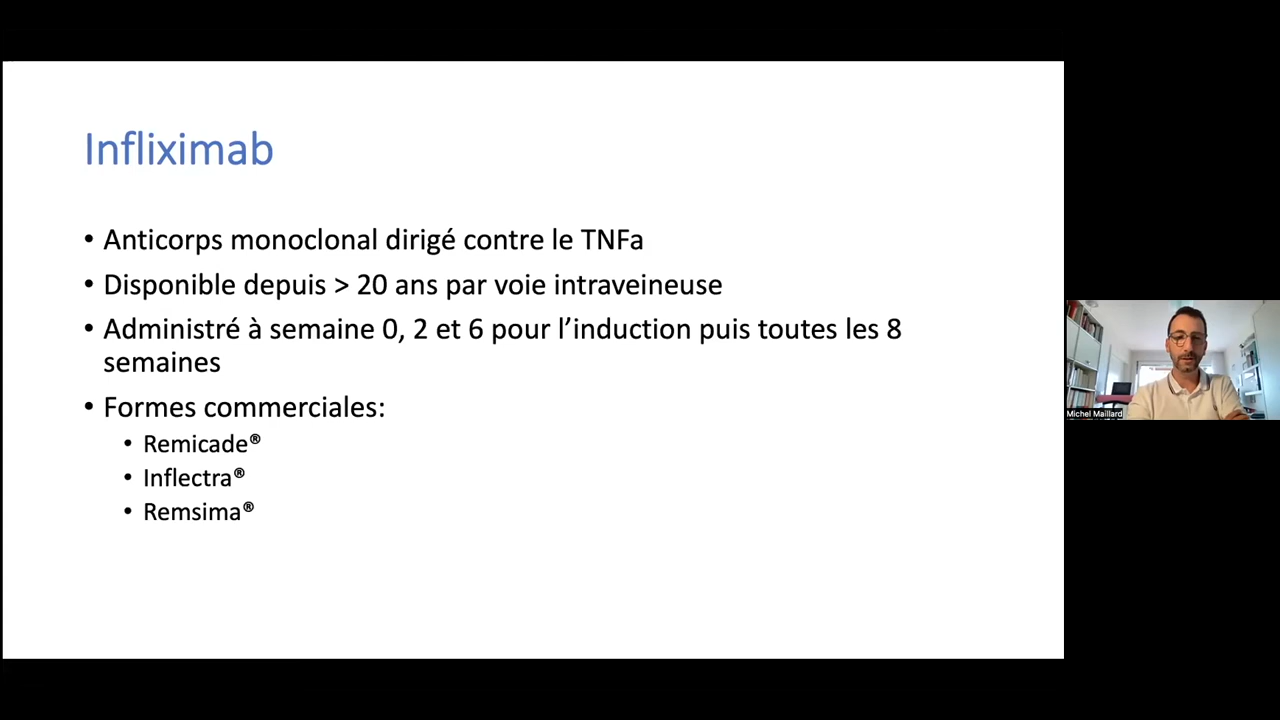 Infliximab
• Anticorps monoclonal dirigé contre le TNFa
• Disponible depuis > 20 ans par voie intraveineuse
• Administré à semaine 0, 2 et 6 pour l’induction puis toutes les 8
semaines
• Formes commerciales:
• Remicade®
• Inflectra®
• Remsima®
Michel Maillard